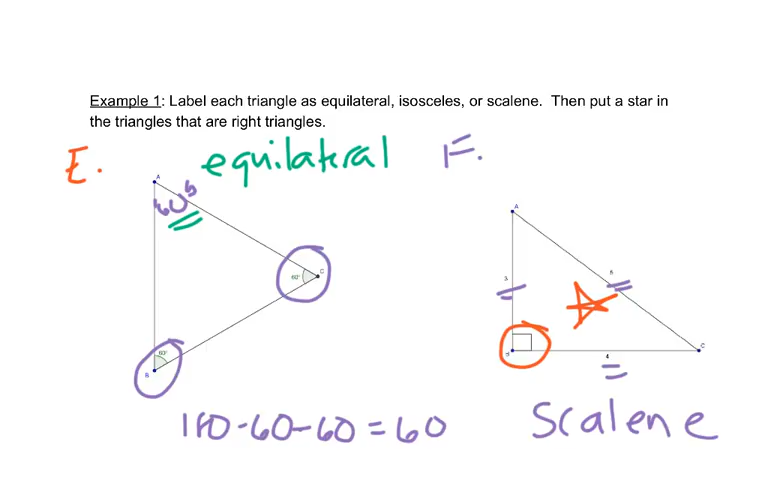 Example 1: Label each triangle as equilateral, isosceles, or scalene. Then put a star in
the triangles that are right triangles.
E. equilateral F.
A
60°
60°
C
60°
B
180-60-60=60
A
3
5
4
C
Scalene